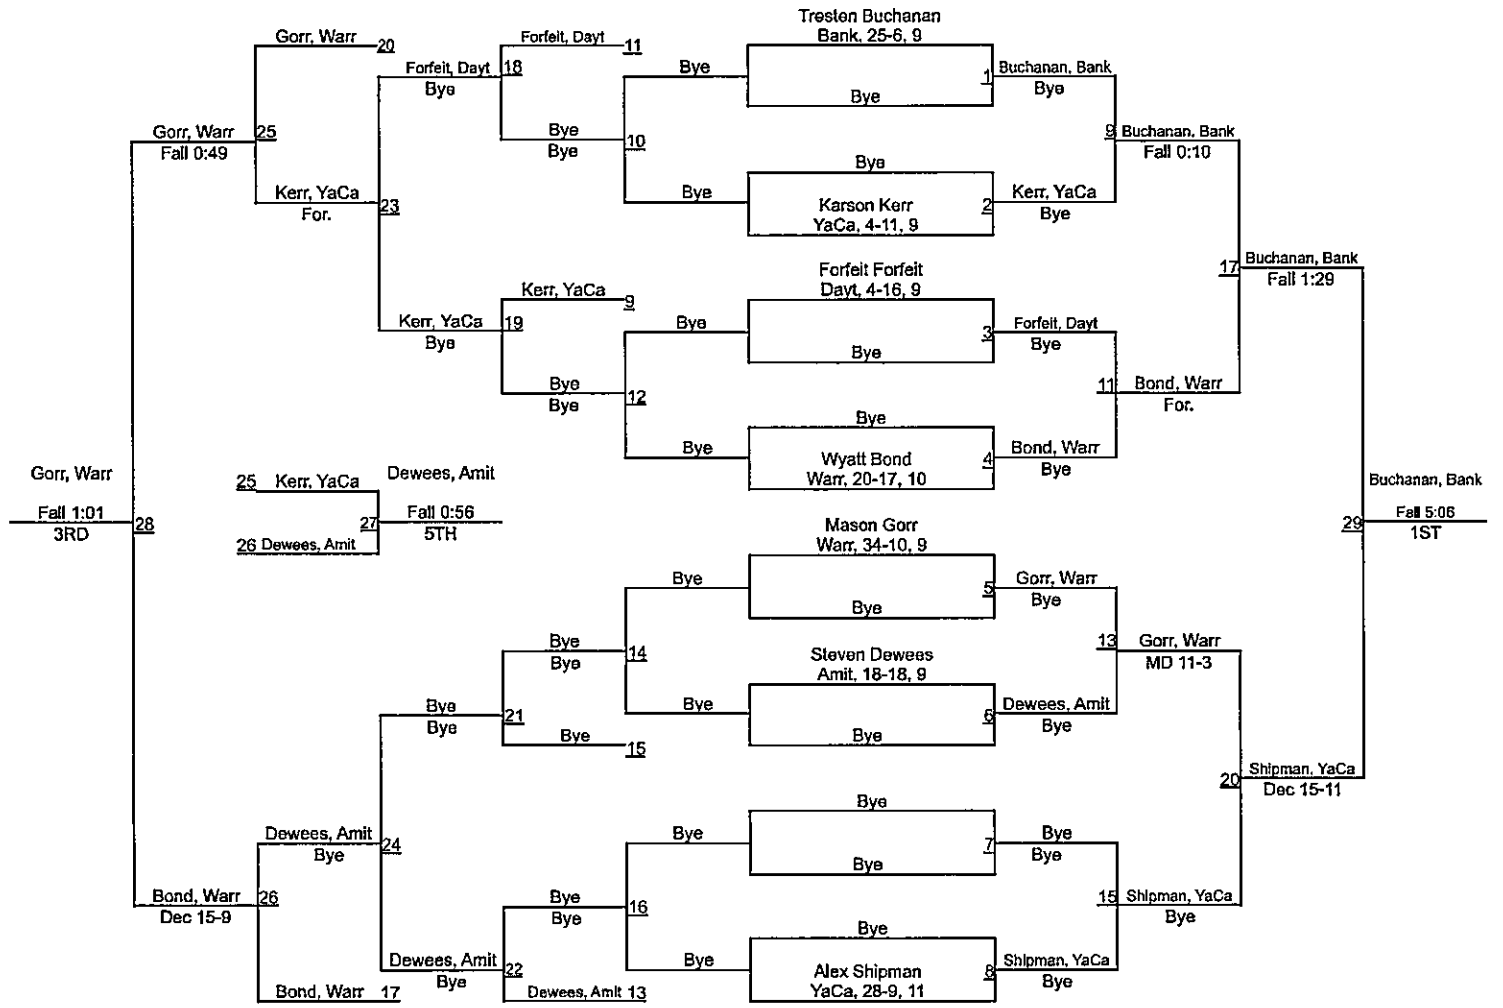 Tresten Buchanan
Bank, 25-6, 9
Gorr, Warr
20
Forfeit, Dayt
11
Forfeit, Dayt
18
Bye
Bye
1
Buchanan, Bank
Bye
Bye
Gorr, Warr
25
Fall 0:49
Bye
Bye
10
9
Buchanan, Bank
Fall 0:10
Bye
Kerr, YaCa
For.
23
Bye
Karson Kerr
YaCa, 4-11, 9
2
Kerr, YaCa
Bye
Forfeit Forfeit
Dayt, 4-16, 9
17
Buchanan, Bank
Fall 1:29
Kerr, YaCa
9
Kerr, YaCa
19
Bye
Bye
3
Forfeit, Dayt
Bye
Bye
Bye
Bye
12
11
Bond, Warr
For.
Bye
Bye
Wyatt Bond
Warr, 20-17, 10
4
Bond, Warr
Bye
Gorr, Warr
Fall 1:01
3RD
28
25
Kerr, YaCa
26
Dewees, Amit
27
Dewees, Amit
Fall 0:56
5TH
Buchanan, Bank
29
Fall 5:06
1ST
Mason Gorr
Warr, 34-10, 9
Bye
5
Gorr, Warr
Bye
Bye
Bye
Bye
14
13
Gorr, Warr
MD 11-3
Steven Dewees
Amit, 18-18, 9
Bye
Bye
21
Bye
6
Dewees, Amit
Bye
Bye
Bye
15
20
Shipman, YaCa
Dec 15-11
Bye
Dewees, Amit
24
Bye
Bye
7
Bye
Bye
Bye
Bond, Warr
26
Dec 15-9
Bye
Bye
16
15
Shipman, YaCa
Bye
Bye
Dewees, Amit
22
Bye
Bye
Alex Shipman
YaCa, 28-9, 11
8
Shipman, YaCa
Bye
Bond, Warr
17
Dewees, Amit
13